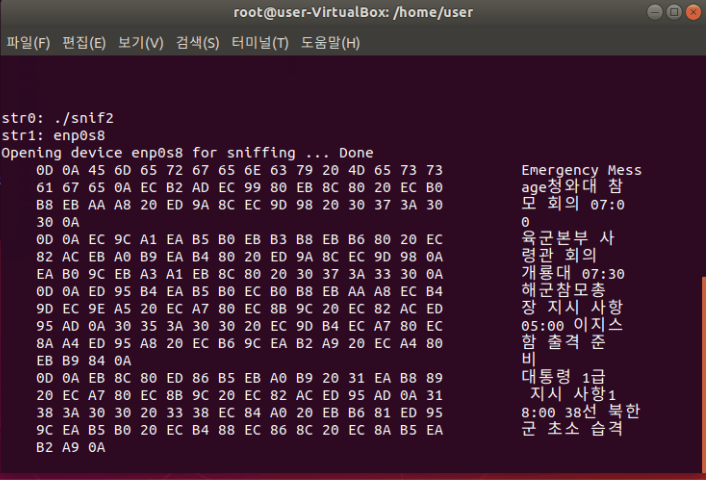 root@user-VirtualBox: /home/user
파일(F) 편집(E) 보기(V) 검색(S) 터미널(T) 도움말(H)
str0: ./snif2
str1: enp0s8
Opening device enp0s8 for sniffing ... Done
0D 0A 45 6D 65 72 67 65 6E 63 79 20 4D 65 73 73 Emergency Mess
61 67 65 0A EC B2 AD EC 99 80 EB 8C 80 20 EC B0 age청와대 참
B8 EB AA A8 20 ED 9A 8C EC 9D 98 20 30 37 3A 30 모 회의 07:0
30 0A 0
0D 0A EC 9C A1 EA B5 B0 EB B3 B8 EB B6 80 20 EC 육군본부 사
82 AC EB A0 B9 EA B4 80 20 ED 9A 8C EC 9D 98 0A 령관 회의
EA B0 9C EB A3 A1 EB 8C 80 20 30 37 3A 33 30 0A 개룡대 07:30
0D 0A ED 95 B4 EA B5 B0 EC B0 B8 EB AA A8 EC B4 해군참모총
9D EC 9E A5 20 EC A7 80 EC 8B 9C 20 EC 82 AC ED 장 지시 사항
95 AD 0A 30 35 3A 30 30 20 EC 9D B4 EC A7 80 EC 05:00 이지스
8A A4 ED 95 A8 20 EC B6 9C EA B2 A9 20 EC A4 80 함 출격 준
EB B9 84 0A 비
0D 0A EB 8C 80 ED 86 B5 EB A0 B9 20 31 EA B8 89 대통령 1급
20 EC A7 80 EC 8B 9C 20 EC 82 AC ED 95 AD 0A 31 지시 사항1
38 3A 30 30 20 33 38 EC 84 A0 20 EB B6 81 ED 95 8:00 38선 북한
9C EA B5 B0 20 EC B4 88 EC 86 8C 20 EC 8A B5 EA 군 초소 습격
B2 A9 0A